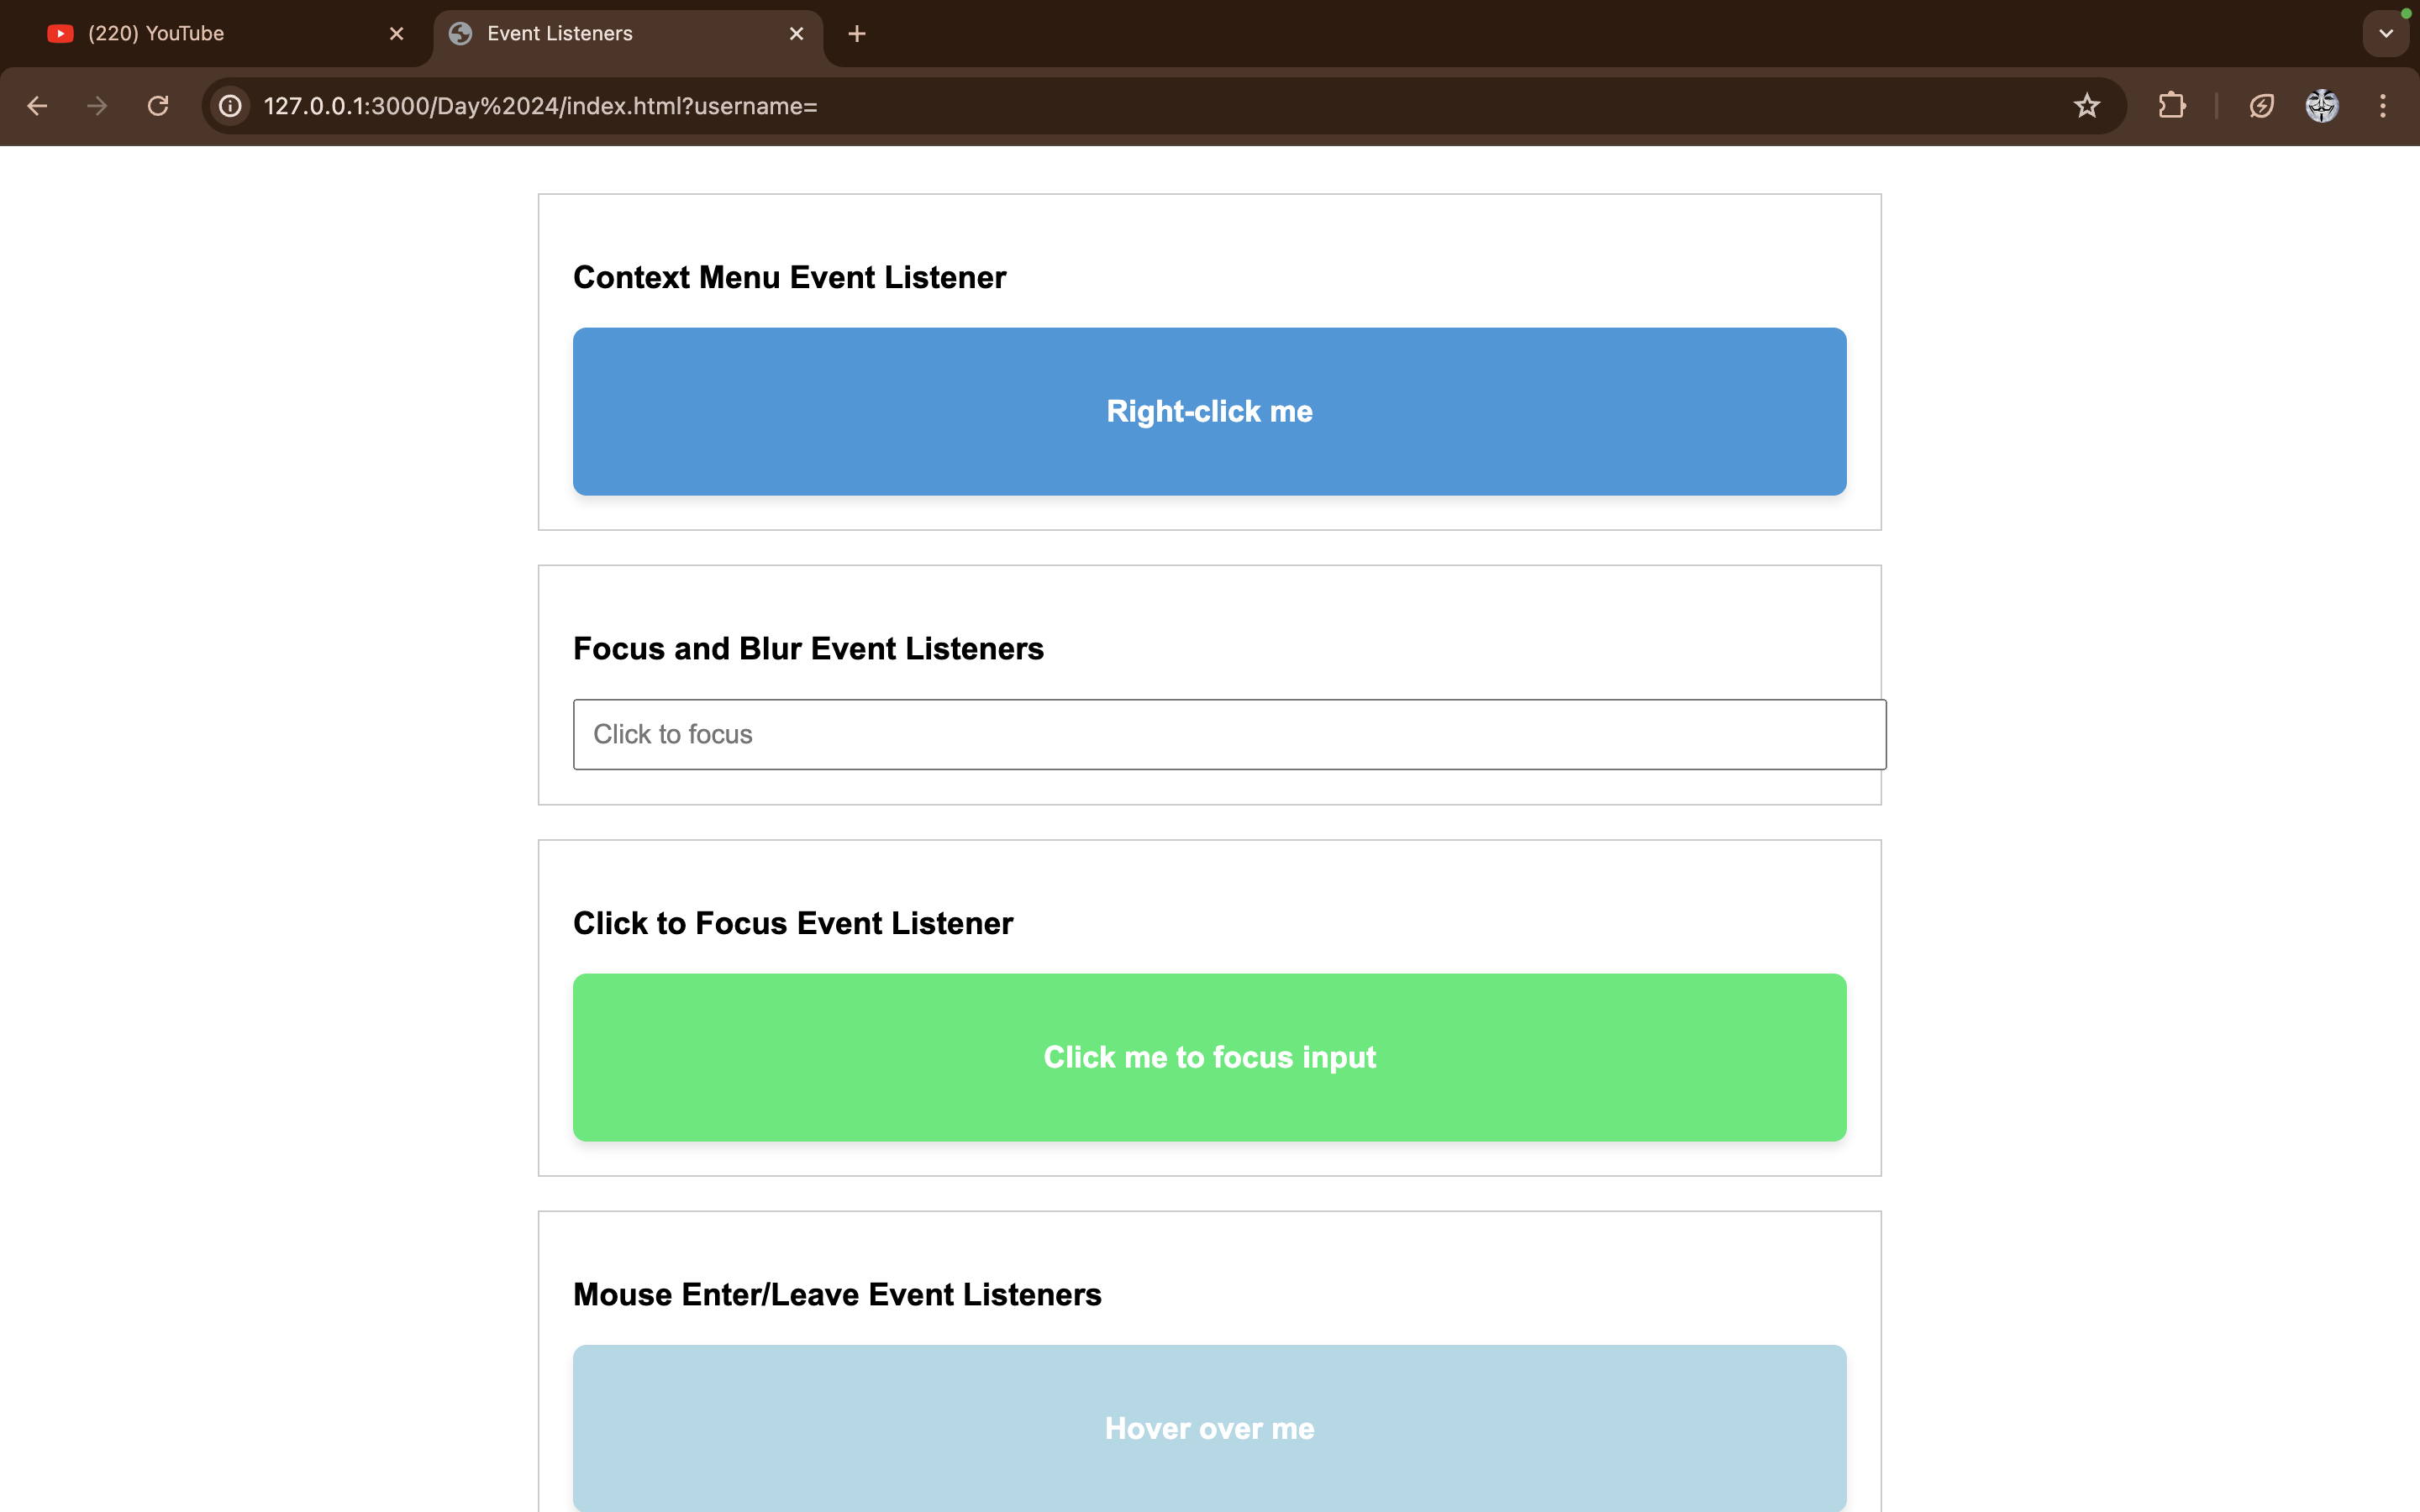 (220) YouTube
Event Listeners
127.0.0.1:3000/Day%2024/index.html?username=
Context Menu Event Listener
Right-click me
Focus and Blur Event Listeners
Click to focus
Click to Focus Event Listener
Click me to focus input
Mouse Enter/Leave Event Listeners
Hover over me